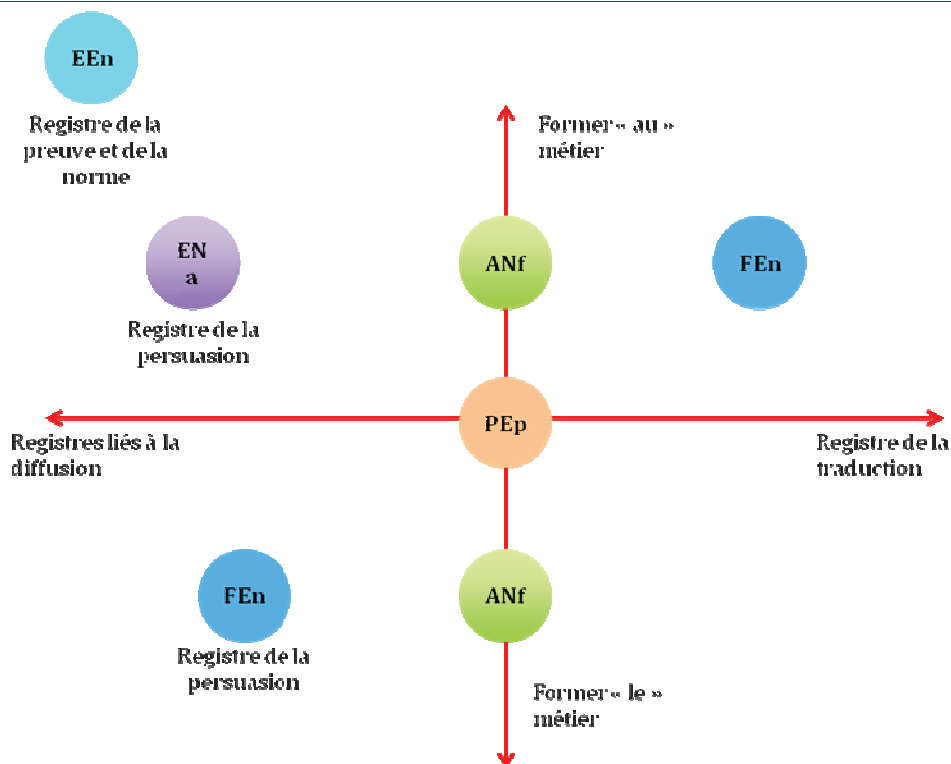 EEn
Registre de la
preuve et de la
norme
Former « au »
métier
EN
a
ANf
FEn
Registre de la
persuasion
PEp
Registres liés à la
diffusion
Registre de la
traduction
FEn
ANf
Registre de la
persuasion
Former « le »
métier